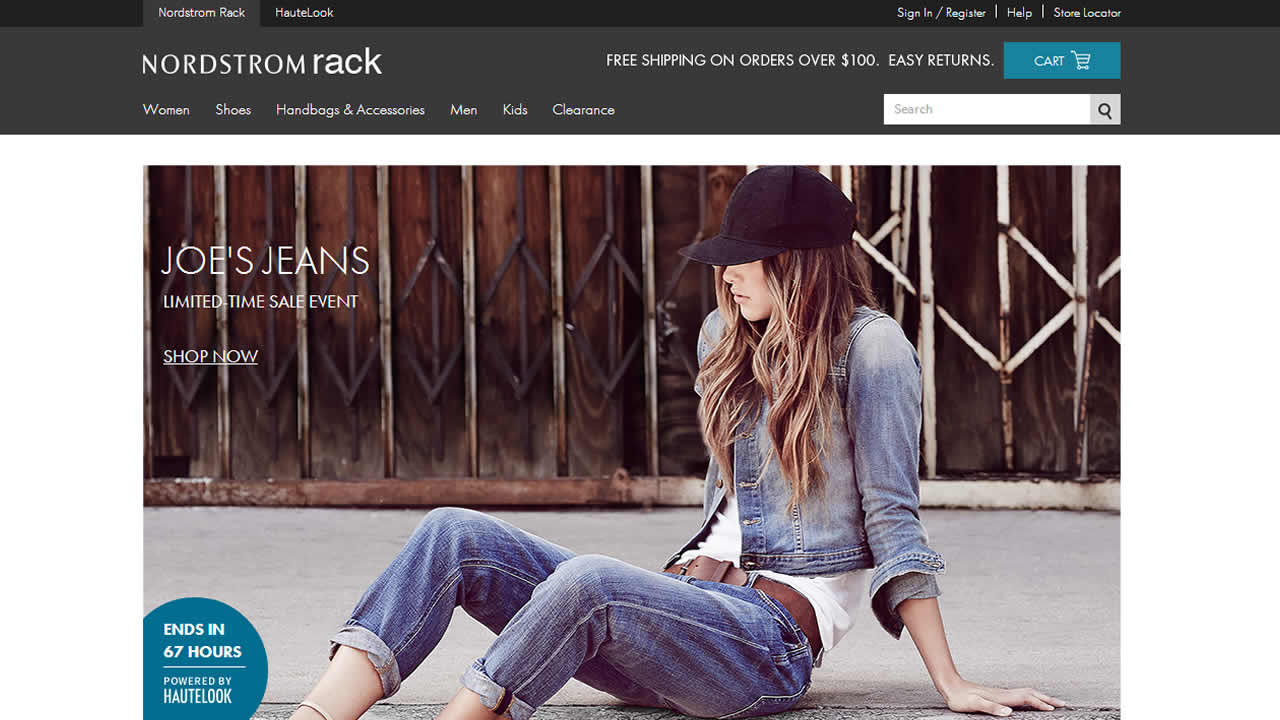 Nordstrom Rack HauteLook Sign In / Register Help Store Locator
NORDSTROM rack FREE SHIPPING ON ORDERS OVER $100. EASY RETURNS. CART
Women Shoes Handbags & Accessories Men Kids Clearance Search
JOE'S JEANS
LIMITED-TIME SALE EVENT
SHOP NOW
ENDS IN
67 HOURS
POWERED BY
HAUTELOOK